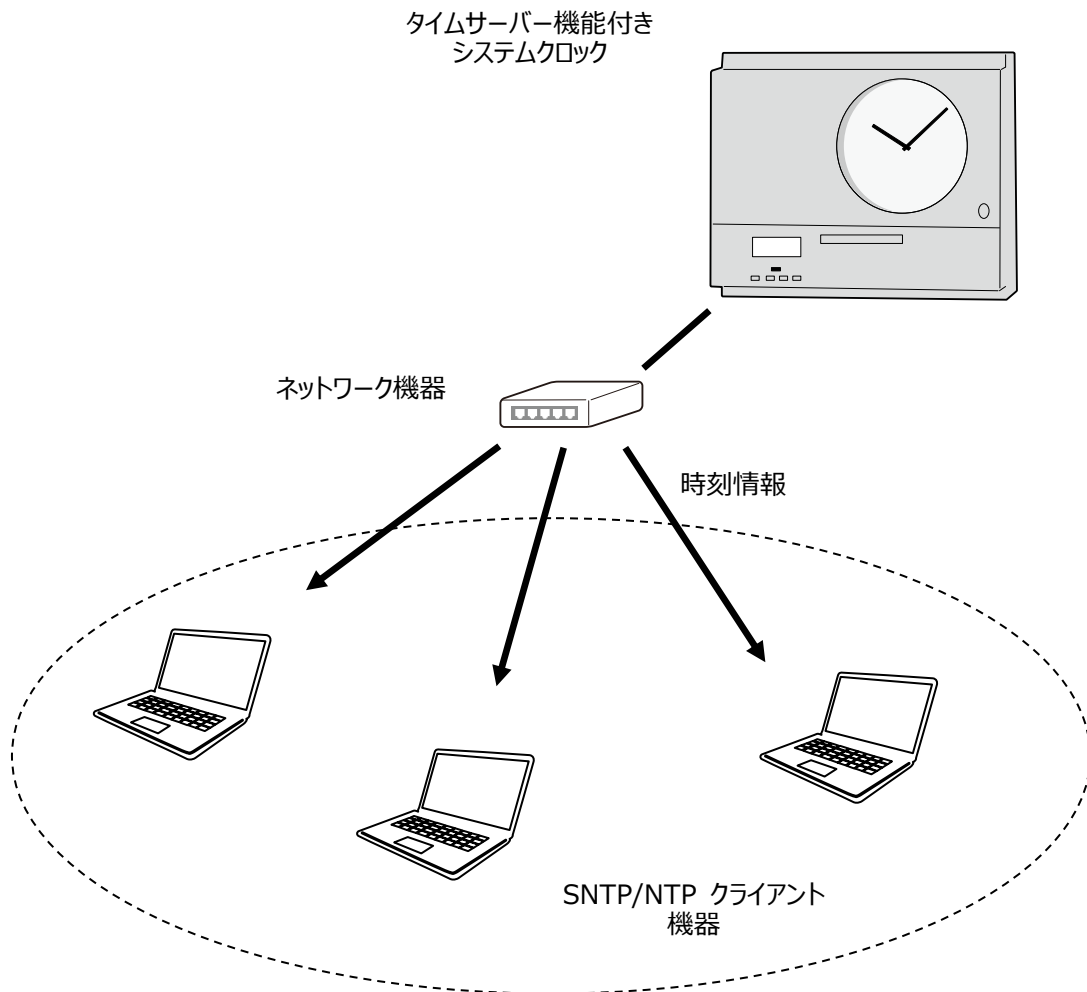 タイムサーバー機能付き
システムクロック
ネットワーク機器
時刻情報
SNTP/NTP クライアント
機器